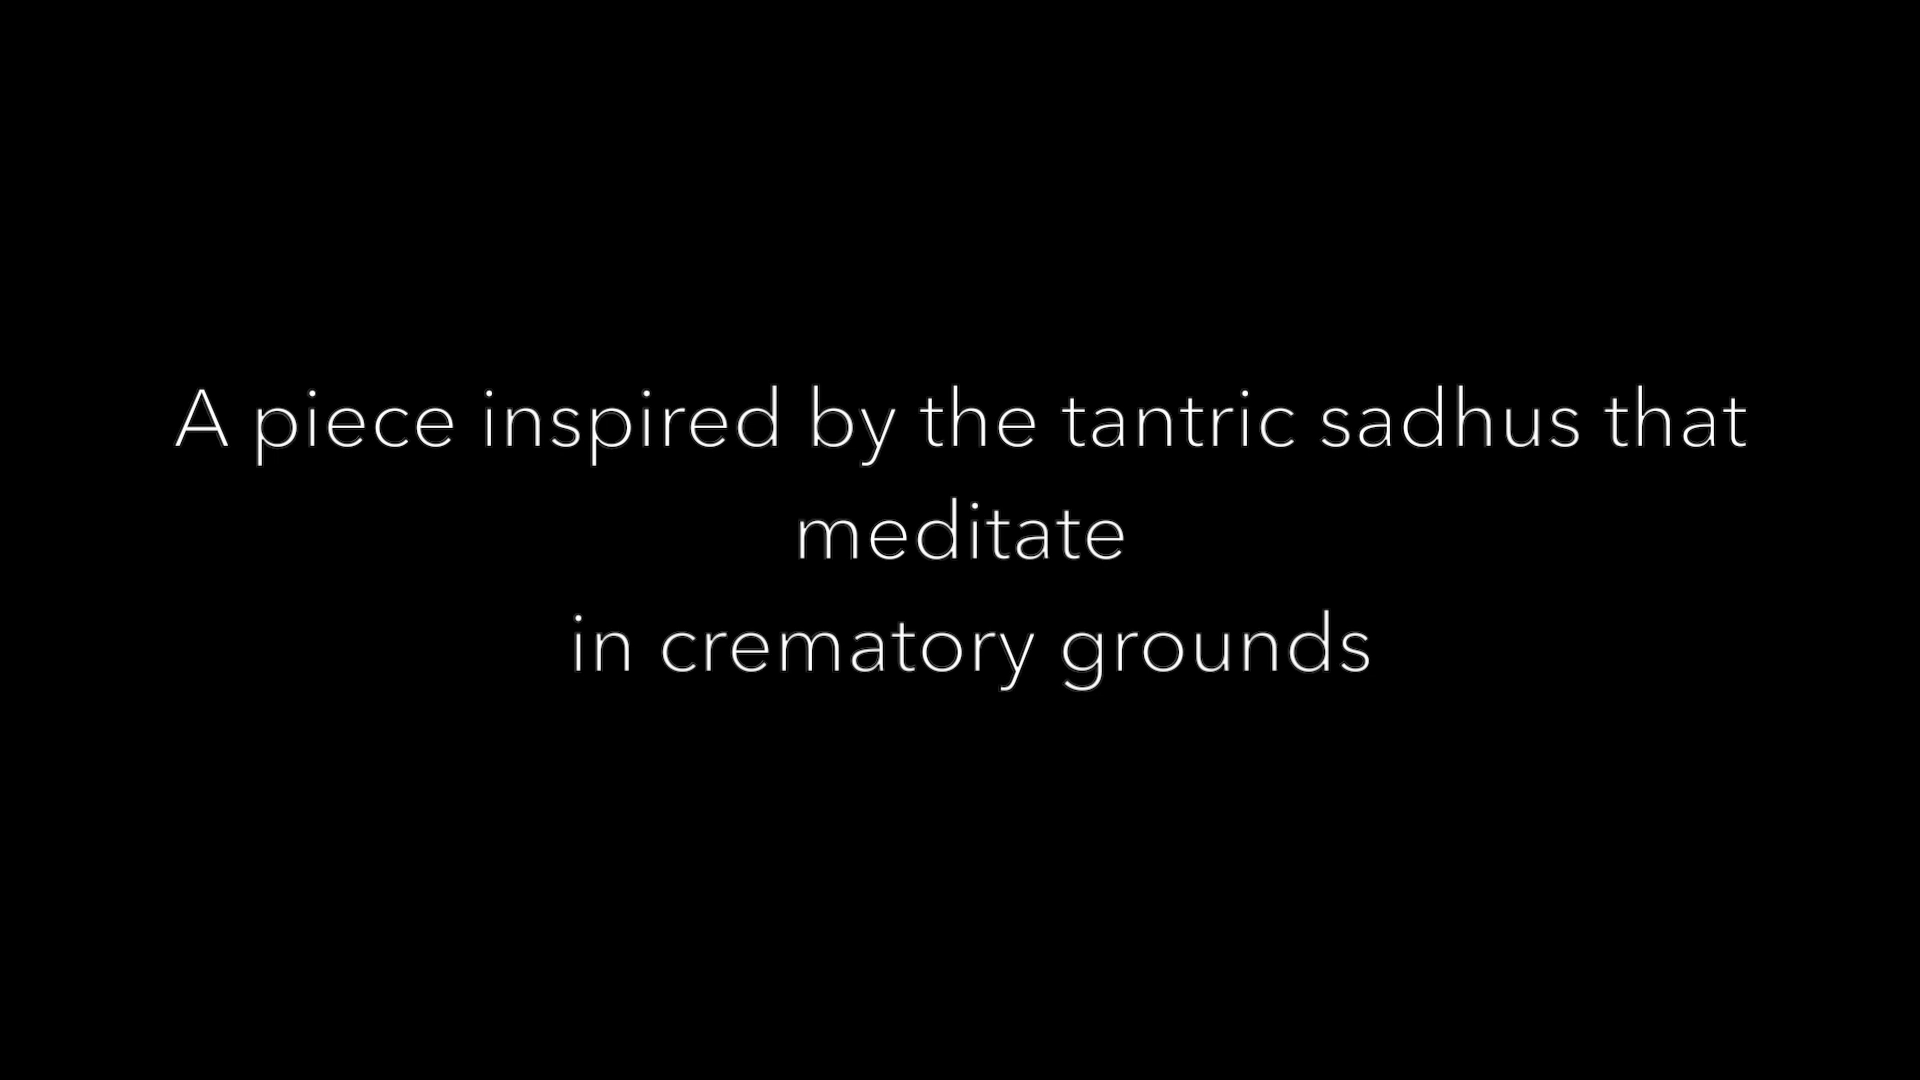 A piece inspired by the tantric sadhus that
meditate
in crematory grounds